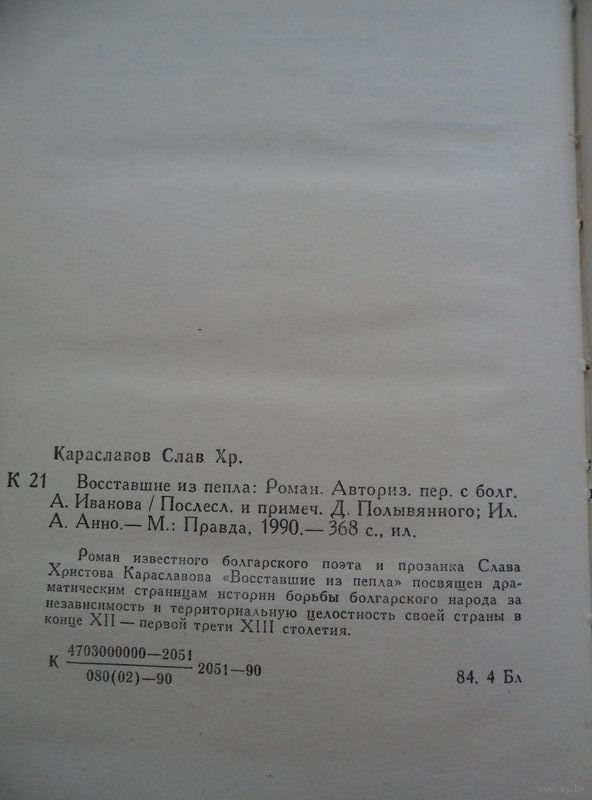 Караславов Слав Хр.
К 21 Восставшие из пепла: Роман. Авториз. пер. с болг.
А. Иванова / Послесл. и примеч. Д. Полывянного; Ил.
А. Анно.— М.: Правда, 1990.— 368 с., ил.
Роман известного болгарского поэта и прозаика Слава
Христова Караславова «Восставшие из пепла» посвящен дра-
матическим страницам истории борьбы болгарского народа за
независимость и территориальную целостность своей страны в
конце XII — первой трети XIII столетия.
К 4703000000—2051
080(02)—90 2051—90
84. 4 Бл
www.ay.by